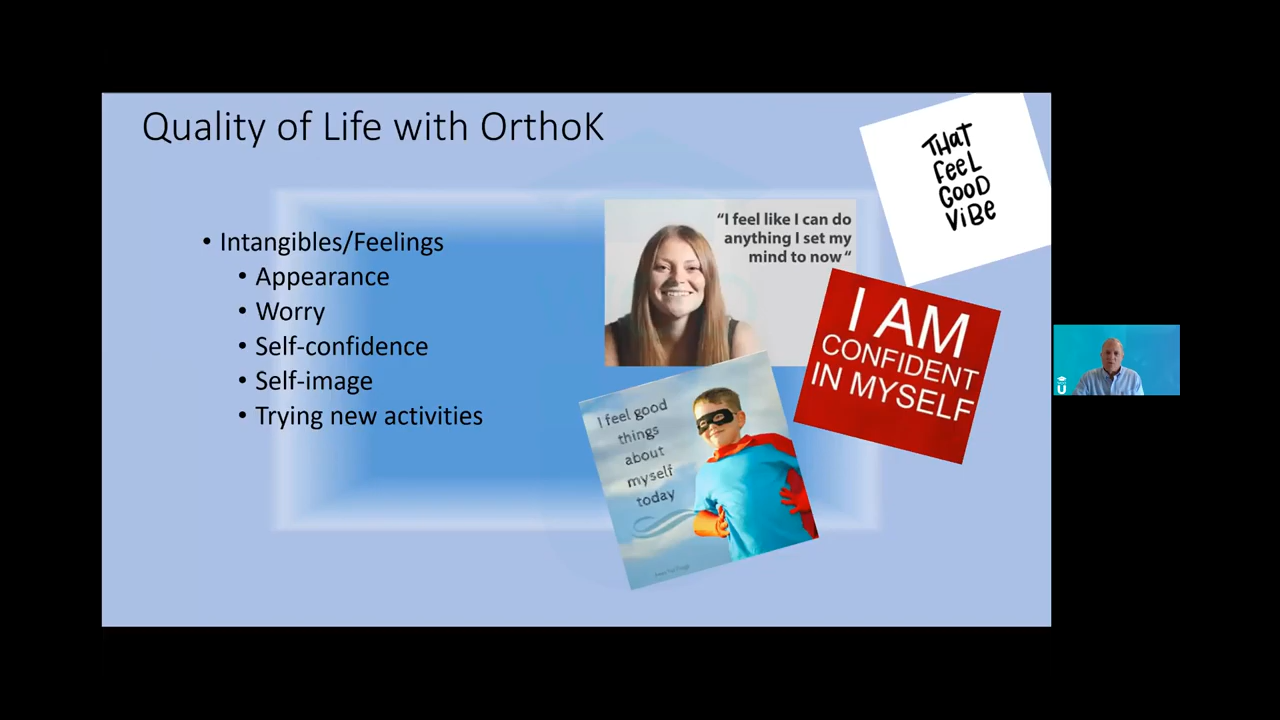 Quality of Life with OrthoK
• Intangibles/Feelings
• Appearance
• Worry
• Self-confidence
• Self-image
• Trying new activities
“I feel like I can do
anything I set my
mind to now“
THat
FeeL
GOOD
ViBe
I AM
CONFIDENT
IN MYSELF
I feel good
things
about
myself
today
U